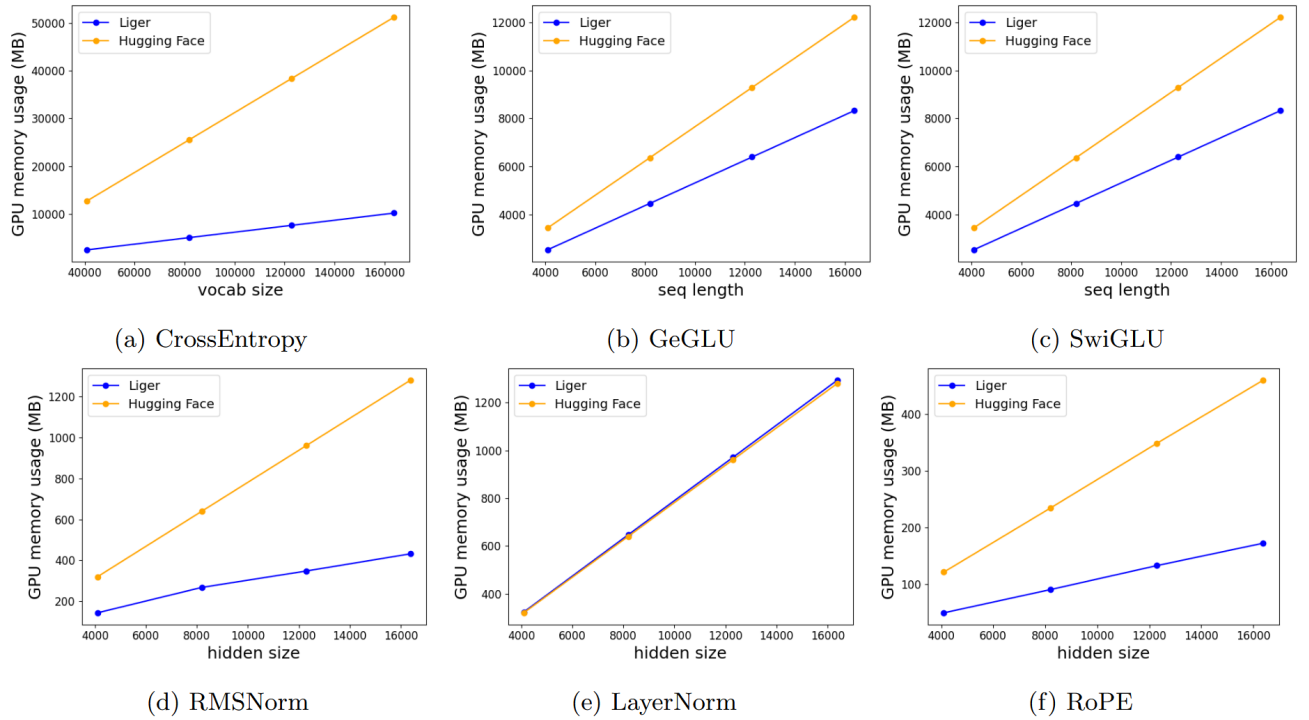 GPU memory usage (MB)
50000
40000
30000
20000
10000
Liger
Hugging Face
40000 60000 80000 100000 120000 140000 160000
vocab size
(a) CrossEntropy
GPU memory usage (MB)
12000
10000
8000
6000
4000
Liger
Hugging Face
4000 6000 8000 10000 12000 14000 16000
seq length
(b) GeGLU
GPU memory usage (MB)
12000
10000
8000
6000
4000
Liger
Hugging Face
4000 6000 8000 10000 12000 14000 16000
seq length
(c) SwiGLU
GPU memory usage (MB)
1200
1000
800
600
400
200
Liger
Hugging Face
4000 6000 8000 10000 12000 14000 16000
hidden size
(d) RMSNorm
GPU memory usage (MB)
1200
1000
800
600
400
Liger
Hugging Face
4000 6000 8000 10000 12000 14000 16000
hidden size
(e) LayerNorm
GPU memory usage (MB)
400
300
200
100
Liger
Hugging Face
4000 6000 8000 10000 12000 14000 16000
hidden size
(f) RoPE